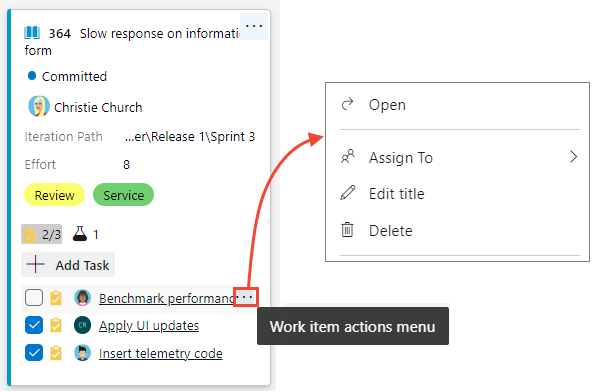 364 Slow response on informati
form
Committed
Christie Church
Iteration Path ...er\Release 1\Sprint 3
Effort 8
Review Service
2/3 1
Add Task
Benchmark performanc
CR Apply UI updates
Insert telemetry code
Open
Assign To
Edit title
Delete
Work item actions menu